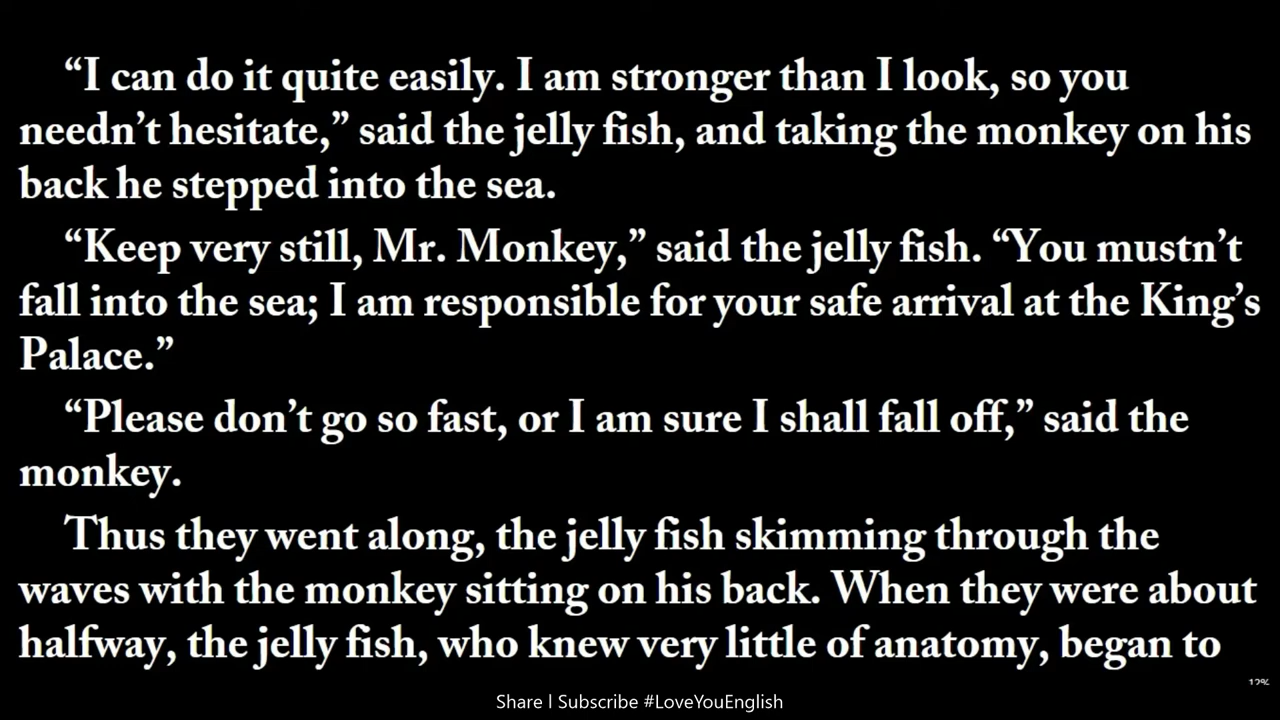 “I can do it quite easily. I am stronger than I look, so you
needn’t hesitate,” said the jelly fish, and taking the monkey on his
back he stepped into the sea.
“Keep very still, Mr. Monkey,” said the jelly fish. “You mustn’t
fall into the sea; I am responsible for your safe arrival at the King’s
Palace.”
“Please don’t go so fast, or I am sure I shall fall off,” said the
monkey.
Thus they went along, the jelly fish skimming through the
waves with the monkey sitting on his back. When they were about
halfway, the jelly fish, who knew very little of anatomy, began to
12%
Share | Subscribe #LoveYouEnglish